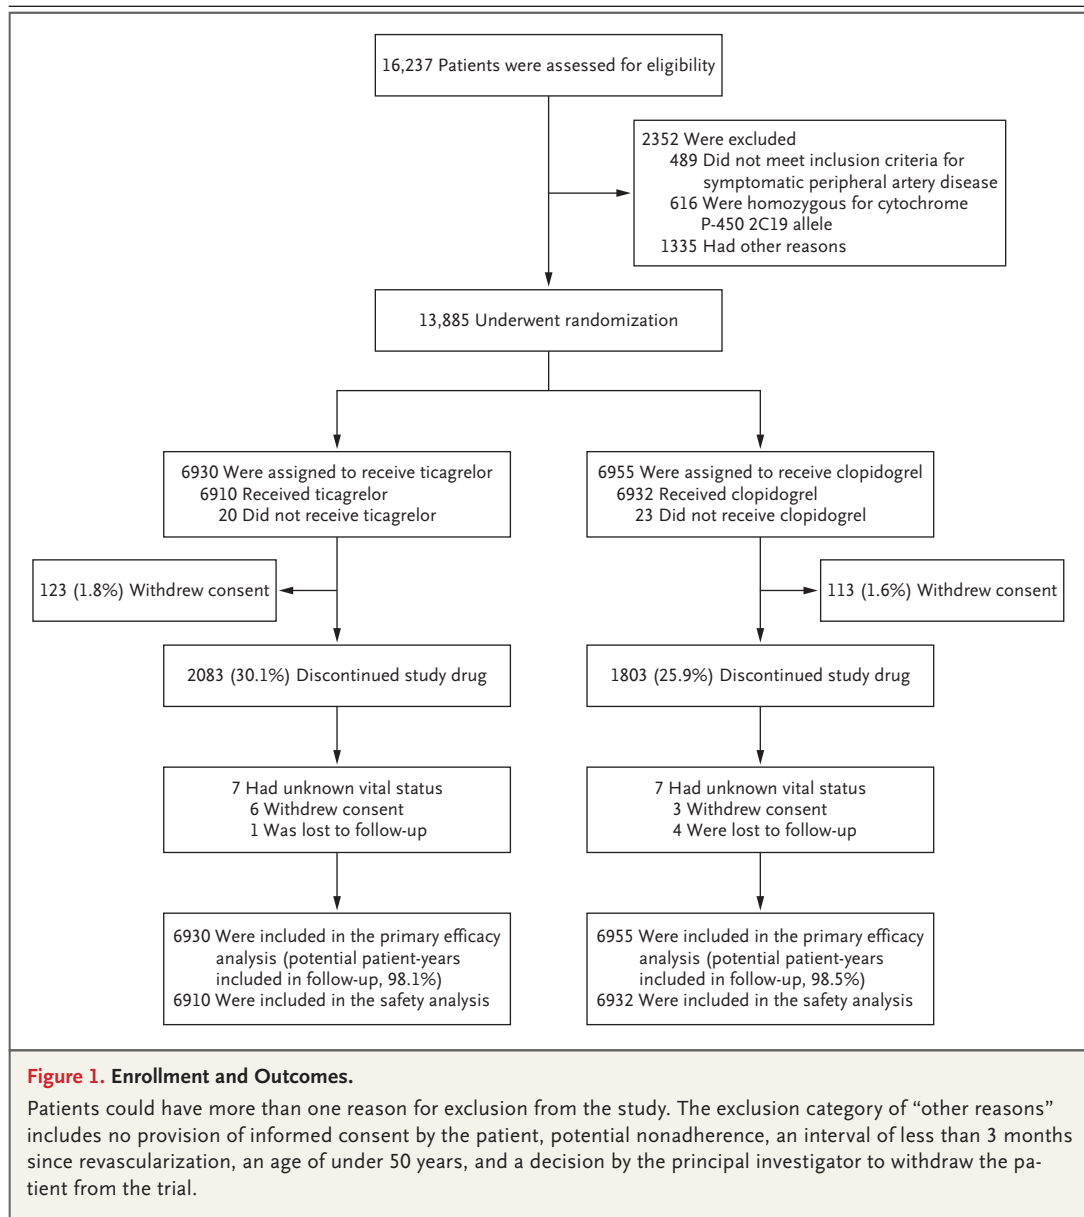 16,237 Patients were assessed for eligibility
2352 Were excluded
489 Did not meet inclusion criteria for
symptomatic peripheral artery disease
616 Were homozygous for cytochrome
P-450 2C19 allele
1335 Had other reasons
13,885 Underwent randomization
6930 Were assigned to receive ticagrelor
6910 Received ticagrelor
20 Did not receive ticagrelor
6955 Were assigned to receive clopidogrel
6932 Received clopidogrel
23 Did not receive clopidogrel
123 (1.8%) Withdrew consent
113 (1.6%) Withdrew consent
2083 (30.1%) Discontinued study drug
1803 (25.9%) Discontinued study drug
7 Had unknown vital status
6 Withdrew consent
1 Was lost to follow-up
7 Had unknown vital status
3 Withdrew consent
4 Were lost to follow-up
6930 Were included in the primary efficacy
analysis (potential patient-years
included in follow-up, 98.1%)
6910 Were included in the safety analysis
6955 Were included in the primary efficacy
analysis (potential patient-years
included in follow-up, 98.5%)
6932 Were included in the safety analysis
Figure 1. Enrollment and Outcomes.
Patients could have more than one reason for exclusion from the study. The exclusion category of “other reasons”
includes no provision of informed consent by the patient, potential nonadherence, an interval of less than 3 months
since revascularization, an age of under 50 years, and a decision by the principal investigator to withdraw the pa-
tient from the trial.